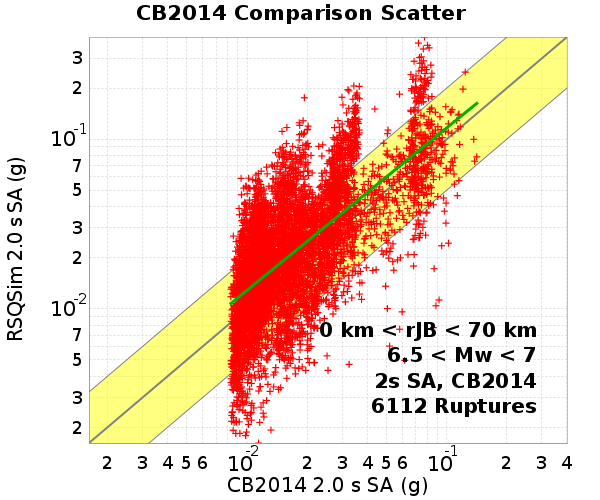 CB2014 Comparison Scatter
RSQSim 2.0 s SA (g)
3
2
10-1
7
5
3
2
10-2
7
5
3
2
0 km < rJB < 70 km
6.5 < Mw < 7
2s SA, CB2014
6112 Ruptures
2 3 4 5 6 10-2 2 3 4 5 6 10-1 2 3 4
CB2014 2.0 s SA (g)